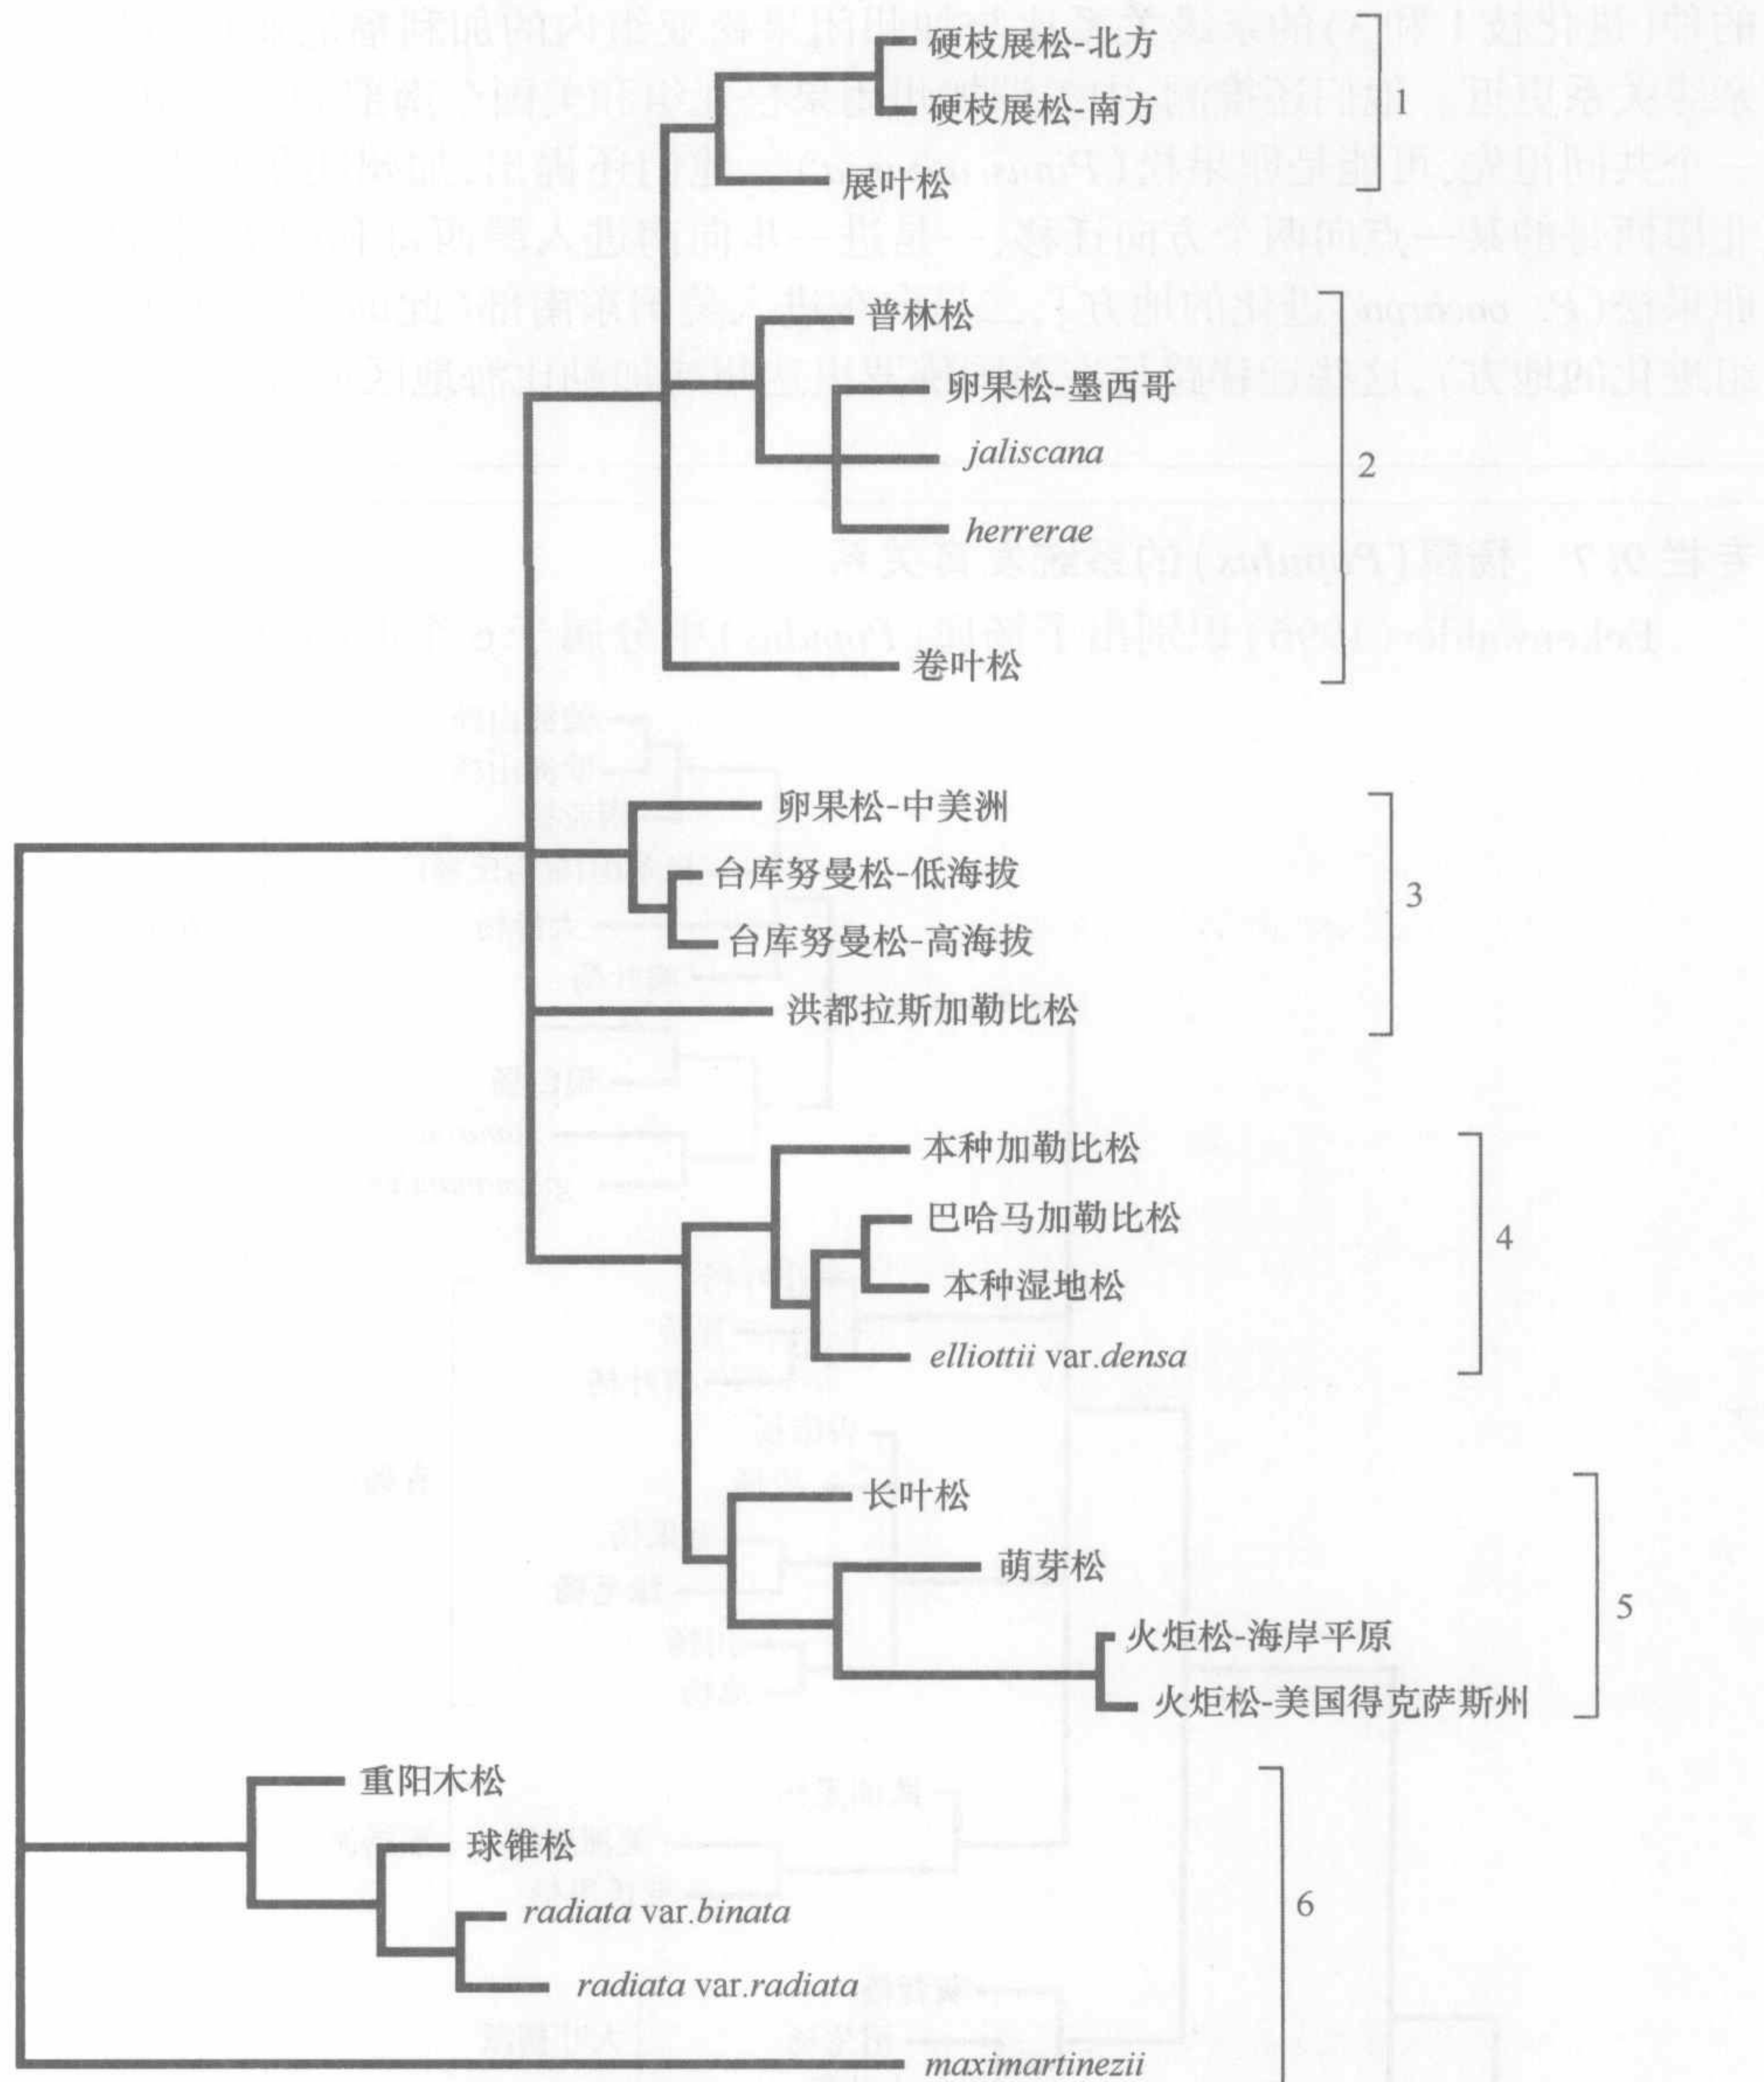 硬枝展松-北方
硬枝展松-南方
1
展叶松
普林松
卵果松-墨西哥
jaliscana
2
herrerae
卷叶松
卵果松-中美洲
台库努曼松-低海拔
3
台库努曼松-高海拔
洪都拉斯加勒比松
本种加勒比松
巴哈马加勒比松
4
本种湿地松
elliottii var.densa
长叶松
萌芽松
5
火炬松-海岸平原
火炬松-美国得克萨斯州
重阳木松
球锥松
6
radiata var.binata
radiata var.radiata
maximartinezii